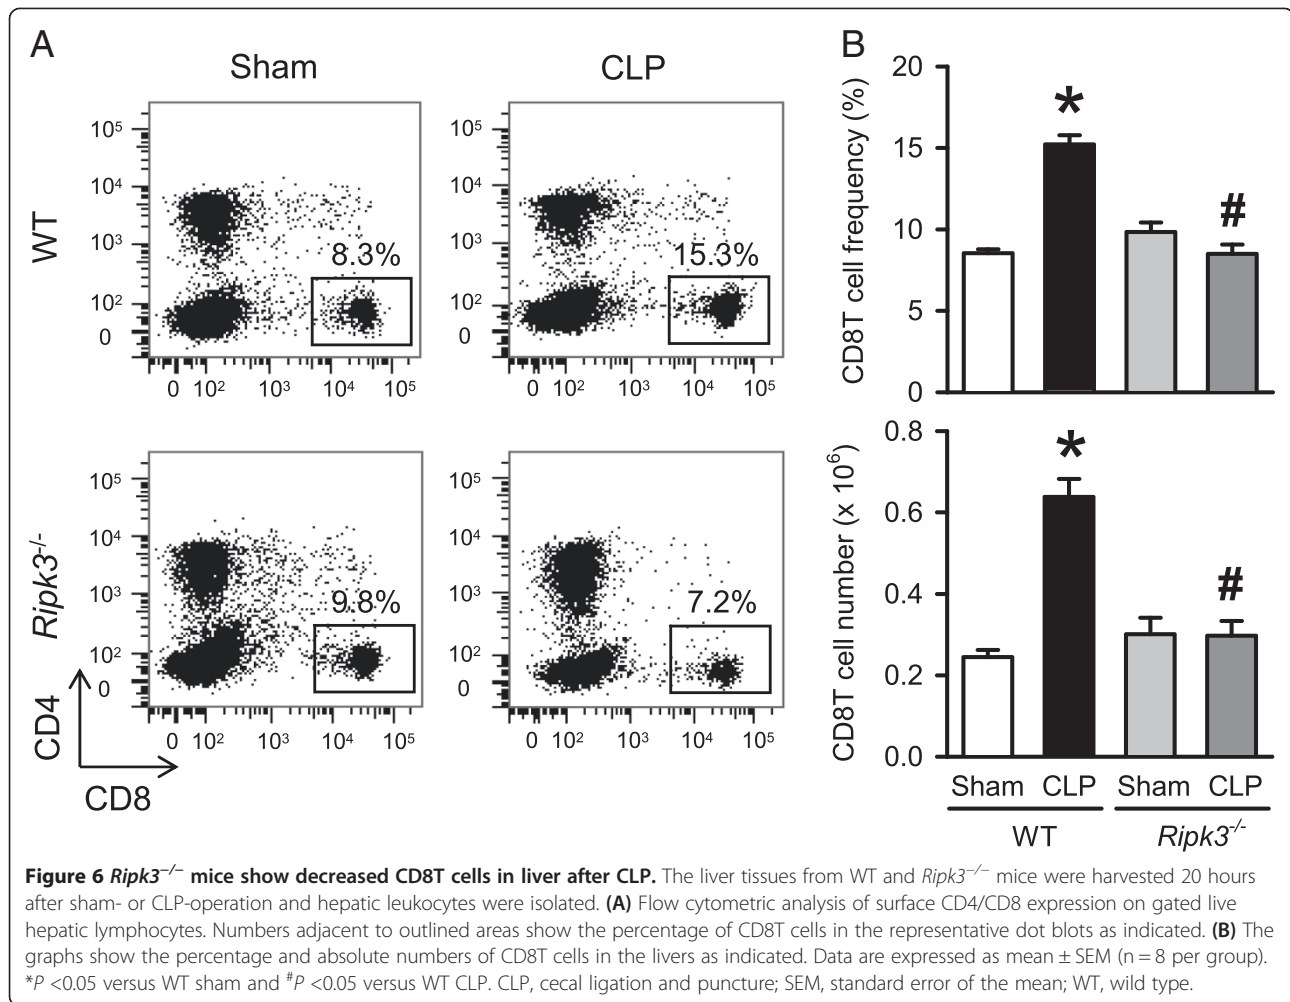 A
Sham
CLP
WT
10⁵
10⁴
10³
10²
0
8.3%
0 10² 10³ 10⁴ 10⁵
10⁵
10⁴
10³
10²
0
15.3%
0 10² 10³ 10⁴ 10⁵
Ripk3-/-
10⁵
10⁴
10³
10²
0
9.8%
0 10² 10³ 10⁴ 10⁵
10⁵
10⁴
10³
10²
0
7.2%
0 10² 10³ 10⁴ 10⁵
CD4
CD8
B
CD8T cell frequency (%)
20
15
10
5
0
*
#
CD8T cell number (x 10⁶)
0.8
0.6
0.4
0.2
0.0
*
#
Sham CLP Sham CLP
WT Ripk3-/-
Figure 6 Ripk3−/− mice show decreased CD8T cells in liver after CLP. The liver tissues from WT and Ripk3−/− mice were harvested 20 hours
after sham- or CLP-operation and hepatic leukocytes were isolated. (A) Flow cytometric analysis of surface CD4/CD8 expression on gated live
hepatic lymphocytes. Numbers adjacent to outlined areas show the percentage of CD8T cells in the representative dot blots as indicated. (B) The
graphs show the percentage and absolute numbers of CD8T cells in the livers as indicated. Data are expressed as mean ± SEM (n = 8 per group).
*P <0.05 versus WT sham and #P <0.05 versus WT CLP. CLP, cecal ligation and puncture; SEM, standard error of the mean; WT, wild type.